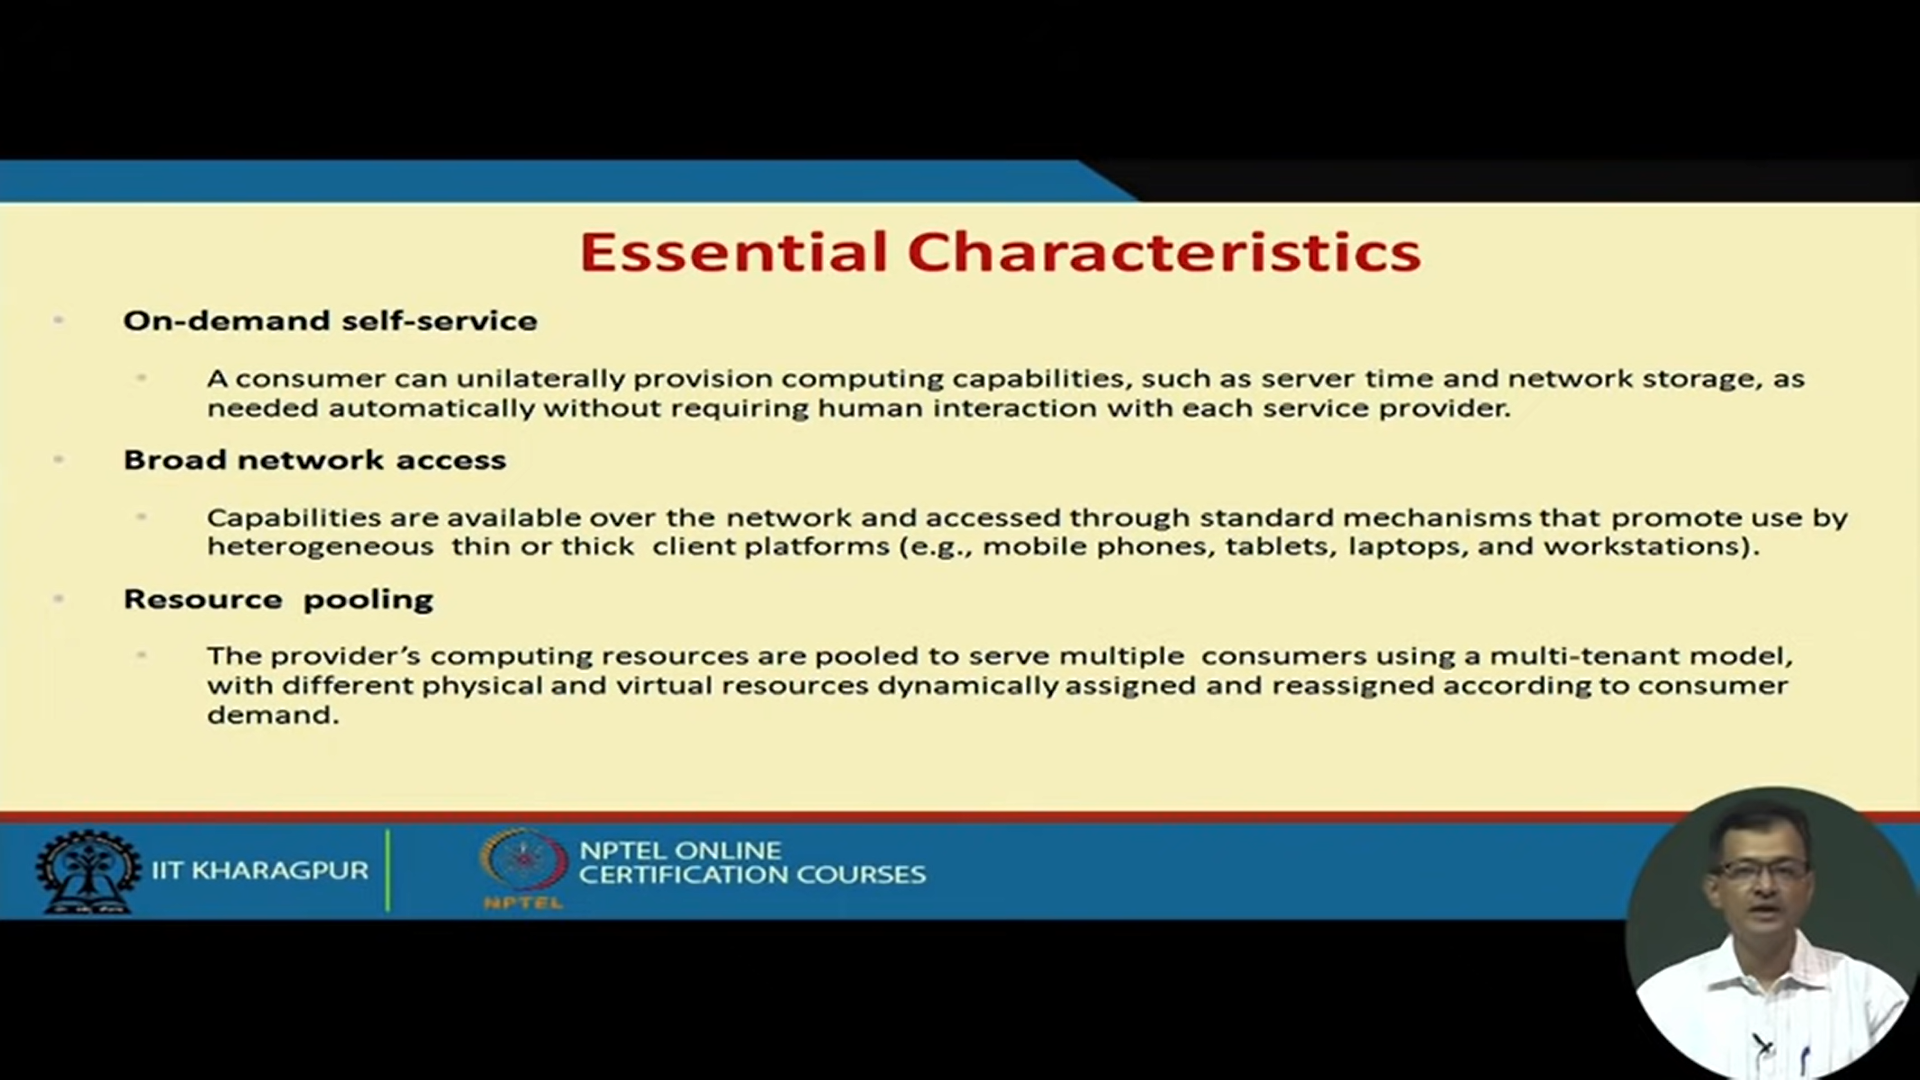 Essential Characteristics
On-demand self-service
A consumer can unilaterally provision computing capabilities, such as server time and network storage, as
needed automatically without requiring human interaction with each service provider.
Broad network access
Capabilities are available over the network and accessed through standard mechanisms that promote use by
heterogeneous thin or thick client platforms (e.g., mobile phones, tablets, laptops, and workstations).
Resource pooling
The provider’s computing resources are pooled to serve multiple consumers using a multi-tenant model,
with different physical and virtual resources dynamically assigned and reassigned according to consumer
demand.
IIT KHARAGPUR
NPTEL
NPTEL ONLINE
CERTIFICATION COURSES